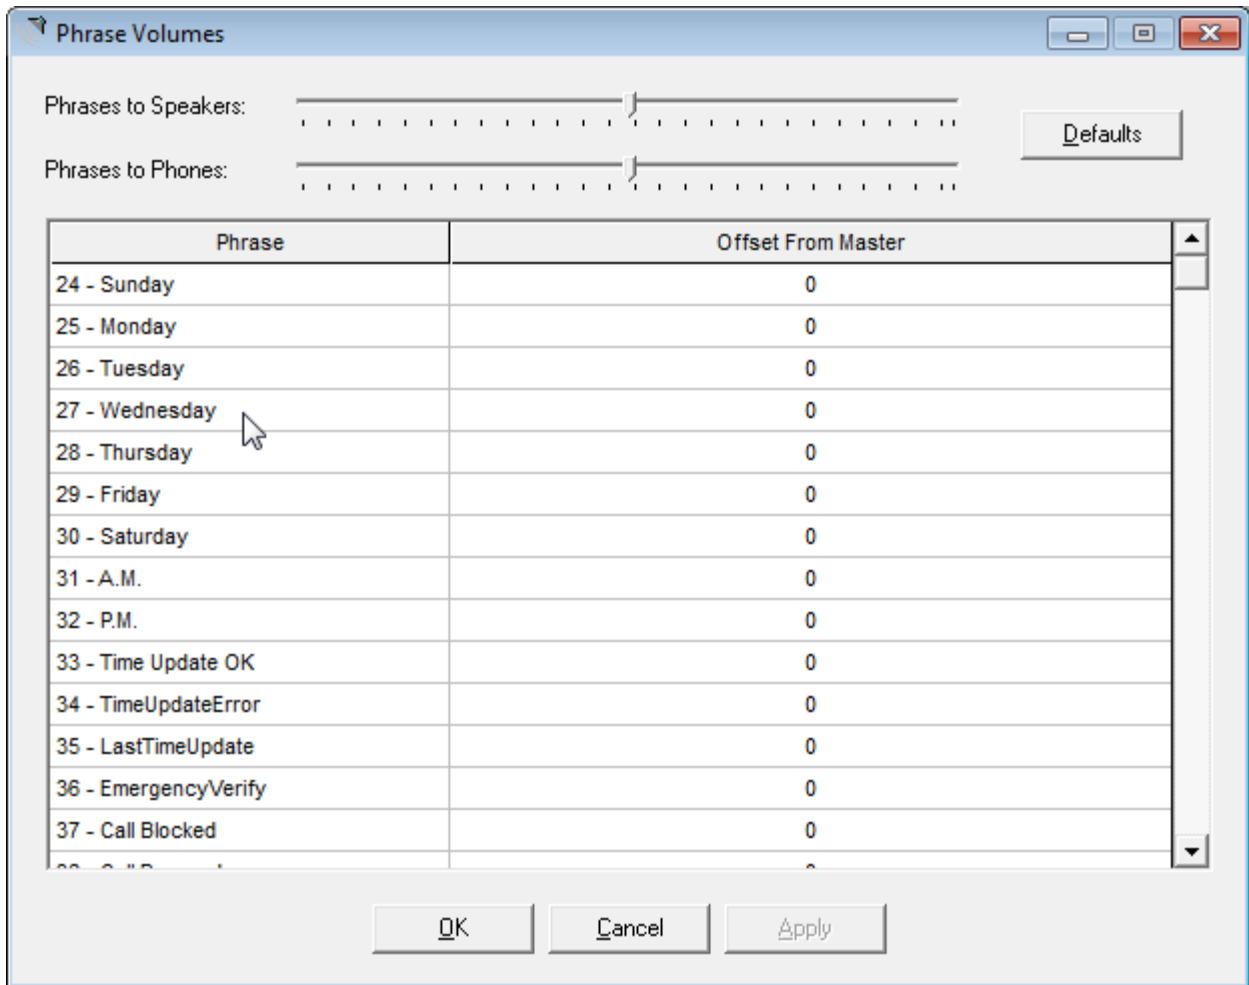 Phrase Volumes
Phrases to Speakers:
Defaults
Phrases to Phones:
Phrase Offset From Master
24 - Sunday 0
25 - Monday 0
26 - Tuesday 0
27 - Wednesday 0
28 - Thursday 0
29 - Friday 0
30 - Saturday 0
31 - A.M. 0
32 - P.M. 0
33 - Time Update OK 0
34 - TimeUpdateError 0
35 - LastTimeUpdate 0
36 - EmergencyVerify 0
37 - Call Blocked 0
OK Cancel Apply